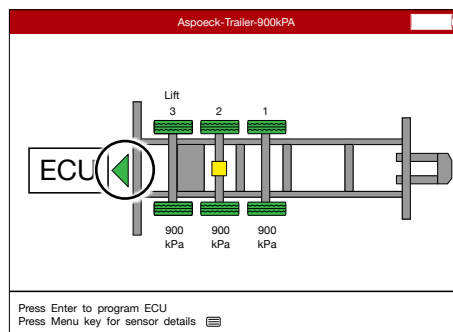 Aspoeck-Trailer-900kPA
Lift
3 2 1
ECU
900 900 900
kPa kPa kPa
Press Enter to program ECU
Press Menu key for sensor details